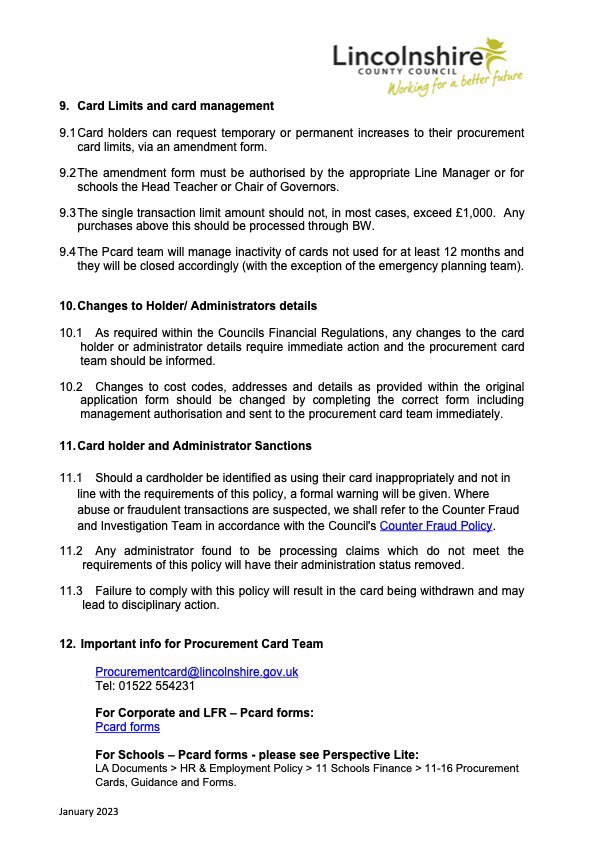 Lincolnshire
COUNTY COUNCIL
Working for a better future
9. Card Limits and card management
9.1 Card holders can request temporary or permanent increases to their procurement
card limits, via an amendment form.
9.2 The amendment form must be authorised by the appropriate Line Manager or for
schools the Head Teacher or Chair of Governors.
9.3 The single transaction limit amount should not, in most cases, exceed £1,000. Any
purchases above this should be processed through BW.
9.4 The Pcard team will manage inactivity of cards not used for at least 12 months and
they will be closed accordingly (with the exception of the emergency planning team).
10. Changes to Holder/ Administrators details
10.1 As required within the Councils Financial Regulations, any changes to the card
holder or administrator details require immediate action and the procurement card
team should be informed.
10.2 Changes to cost codes, addresses and details as provided within the original
application form should be changed by completing the correct form including
management authorisation and sent to the procurement card team immediately.
11. Card holder and Administrator Sanctions
11.1 Should a cardholder be identified as using their card inappropriately and not in
line with the requirements of this policy, a formal warning will be given. Where
abuse or fraudulent transactions are suspected, we shall refer to the Counter Fraud
and Investigation Team in accordance with the Council's Counter Fraud Policy.
11.2 Any administrator found to be processing claims which do not meet the
requirements of this policy will have their administration status removed.
11.3 Failure to comply with this policy will result in the card being withdrawn and may
lead to disciplinary action.
12. Important info for Procurement Card Team
Procurementcard@lincolnshire.gov.uk
Tel: 01522 554231
For Corporate and LFR – Pcard forms:
Pcard forms
For Schools – Pcard forms - please see Perspective Lite:
LA Documents > HR & Employment Policy > 11 Schools Finance > 11-16 Procurement
Cards, Guidance and Forms.
January 2023